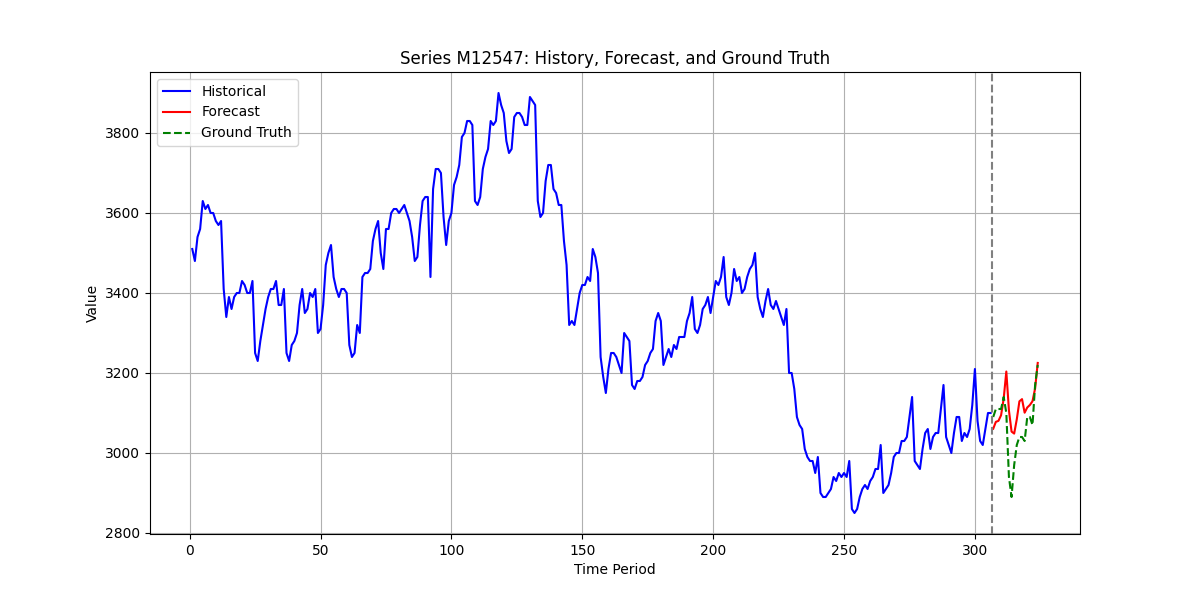 Series M12547: History, Forecast, and Ground Truth
Historical
Forecast
Ground Truth
Value
3800
3600
3400
3200
3000
2800
0 50 100 150 200 250 300
Time Period